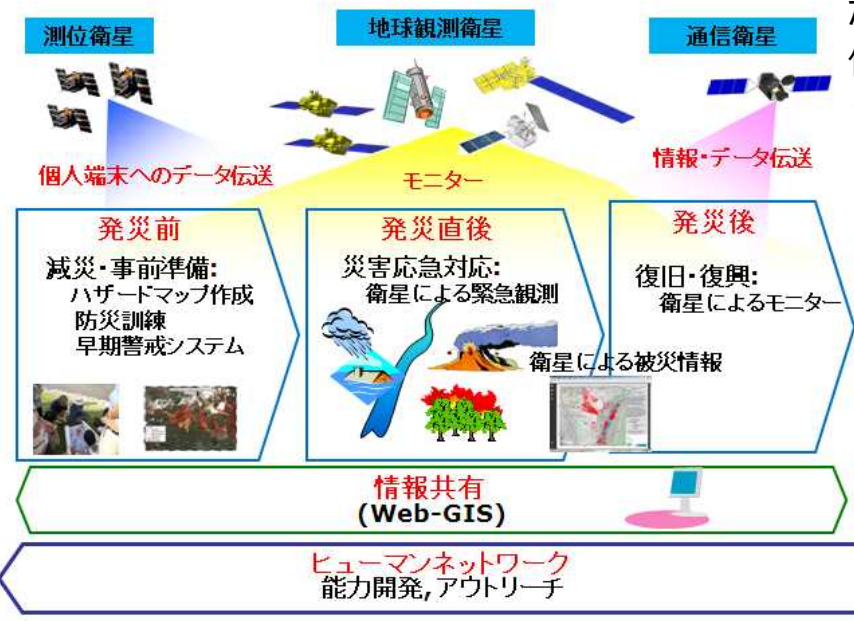 測位衛星
地球観測衛星
通信衛星
個人端末へのデータ伝送
モニター
情報・データ伝送
発災前
減災・事前準備:
ハザードマップ作成
防災訓練
早期警戒システム
発災直後
災害応急対応:
衛星による緊急観測
衛星による被災情報
発災後
復旧・復興:
衛星によるモニター
情報共有
(Web-GIS)
ヒューマンネットワーク
能力開発,アウトリーチ